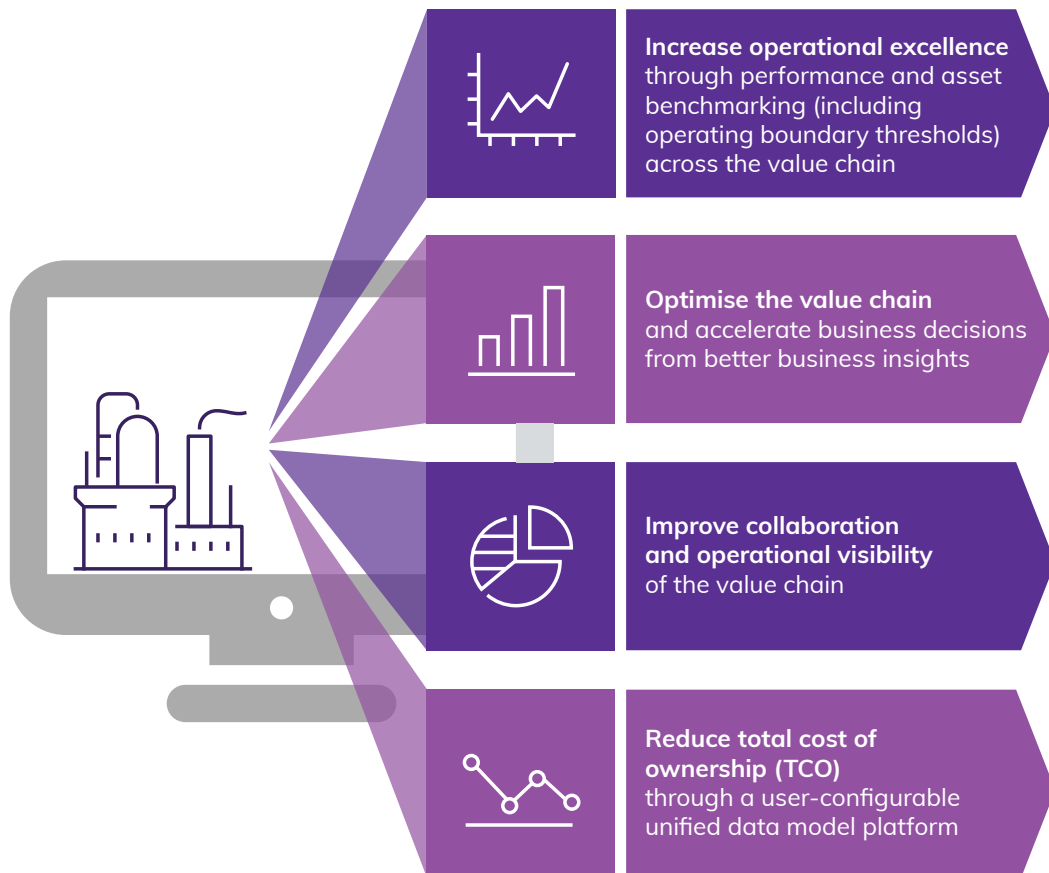 Increase operational excellence
through performance and asset
benchmarking (including
operating boundary thresholds)
across the value chain
Optimise the value chain
and accelerate business decisions
from better business insights
Improve collaboration
and operational visibility
of the value chain
Reduce total cost of
ownership (TCO)
through a user-configurable
unified data model platform